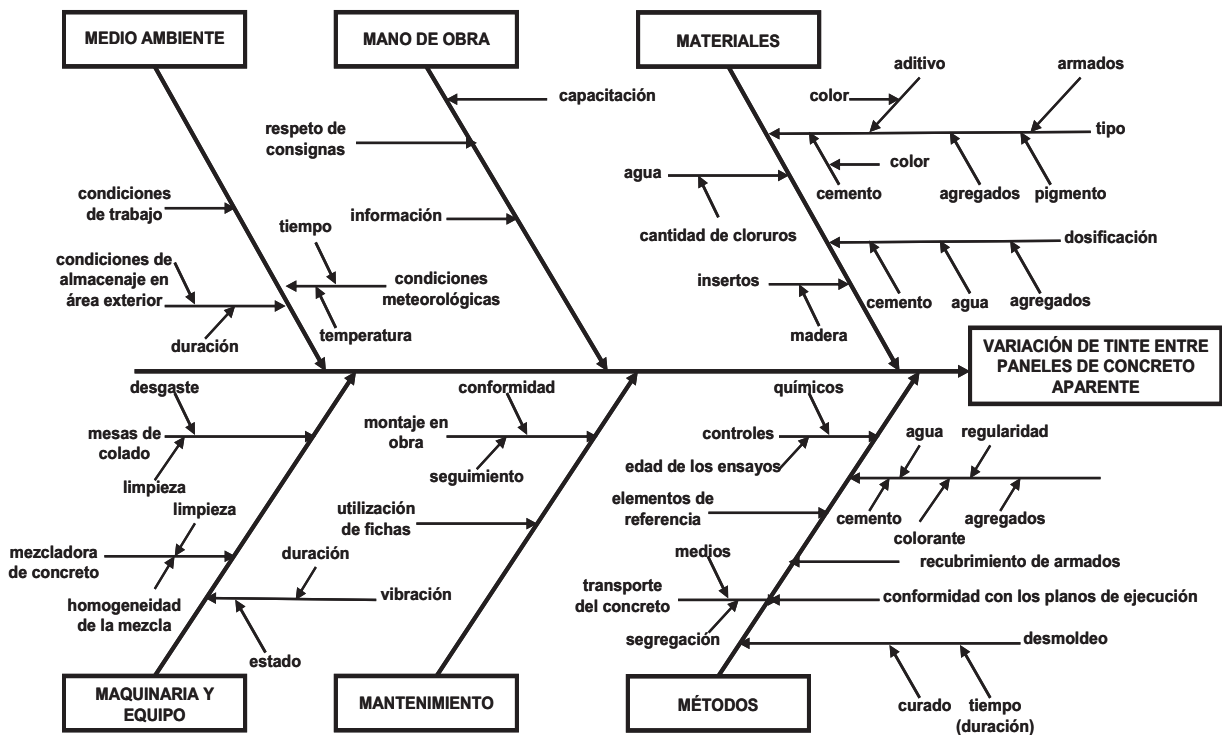 MEDIO AMBIENTE
MANO DE OBRA
MATERIALES
aditivo
armados
color
capacitación
tipo
respeto de
consignas
color
agua
cemento
agregados
pigmento
condiciones
de trabajo
información
tiempo
cantidad de cloruros
dosificación
condiciones de
almacenaje en
área exterior
condiciones
meteorológicas
insertos
cemento
agua
agregados
temperatura
madera
duración
VARIACIÓN DE TINTE ENTRE
PANELES DE CONCRETO
APARENTE
desgaste
conformidad
químicos
mesas de
colado
montaje en
obra
controles
agua
regularidad
seguimiento
edad de los ensayos
limpieza
elementos de
referencia
cemento
agregados
limpieza
utilización
de fichas
colorante
mezcladora
de concreto
duración
medios
recubrimiento de armados
homogeneidad
de la mezcla
vibración
transporte
del concreto
conformidad con los planos de ejecución
segregación
desmoldeo
estado
MAQUINARIA Y
EQUIPO
MANTENIMIENTO
MÉTODOS
curado
tiempo
(duración)